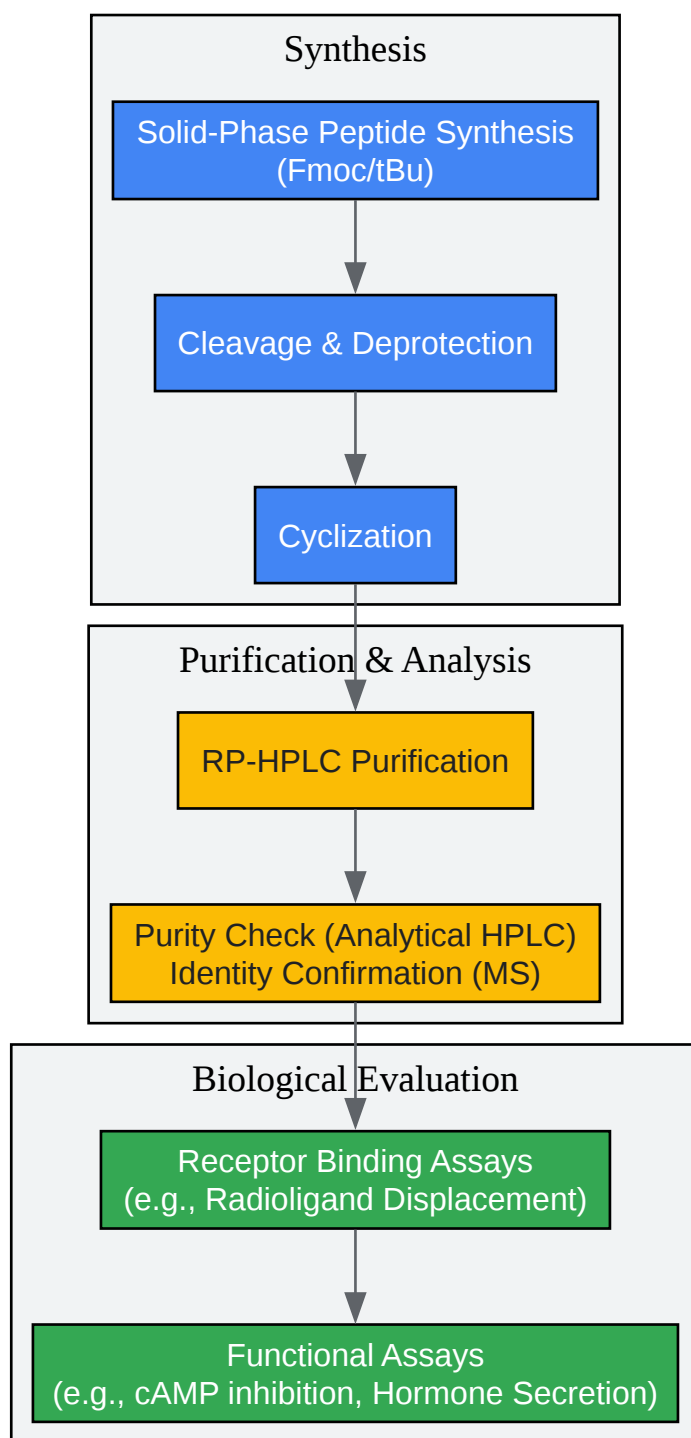 Synthesis
Solid-Phase Peptide Synthesis
(Fmoc/tBu)
Cleavage & Deprotection
Cyclization
Purification & Analysis
RP-HPLC Purification
Purity Check (Analytical HPLC)
Identity Confirmation (MS)
Biological Evaluation
Receptor Binding Assays
(e.g., Radioligand Displacement)
Functional Assays
(e.g., cAMP inhibition, Hormone Secretion)